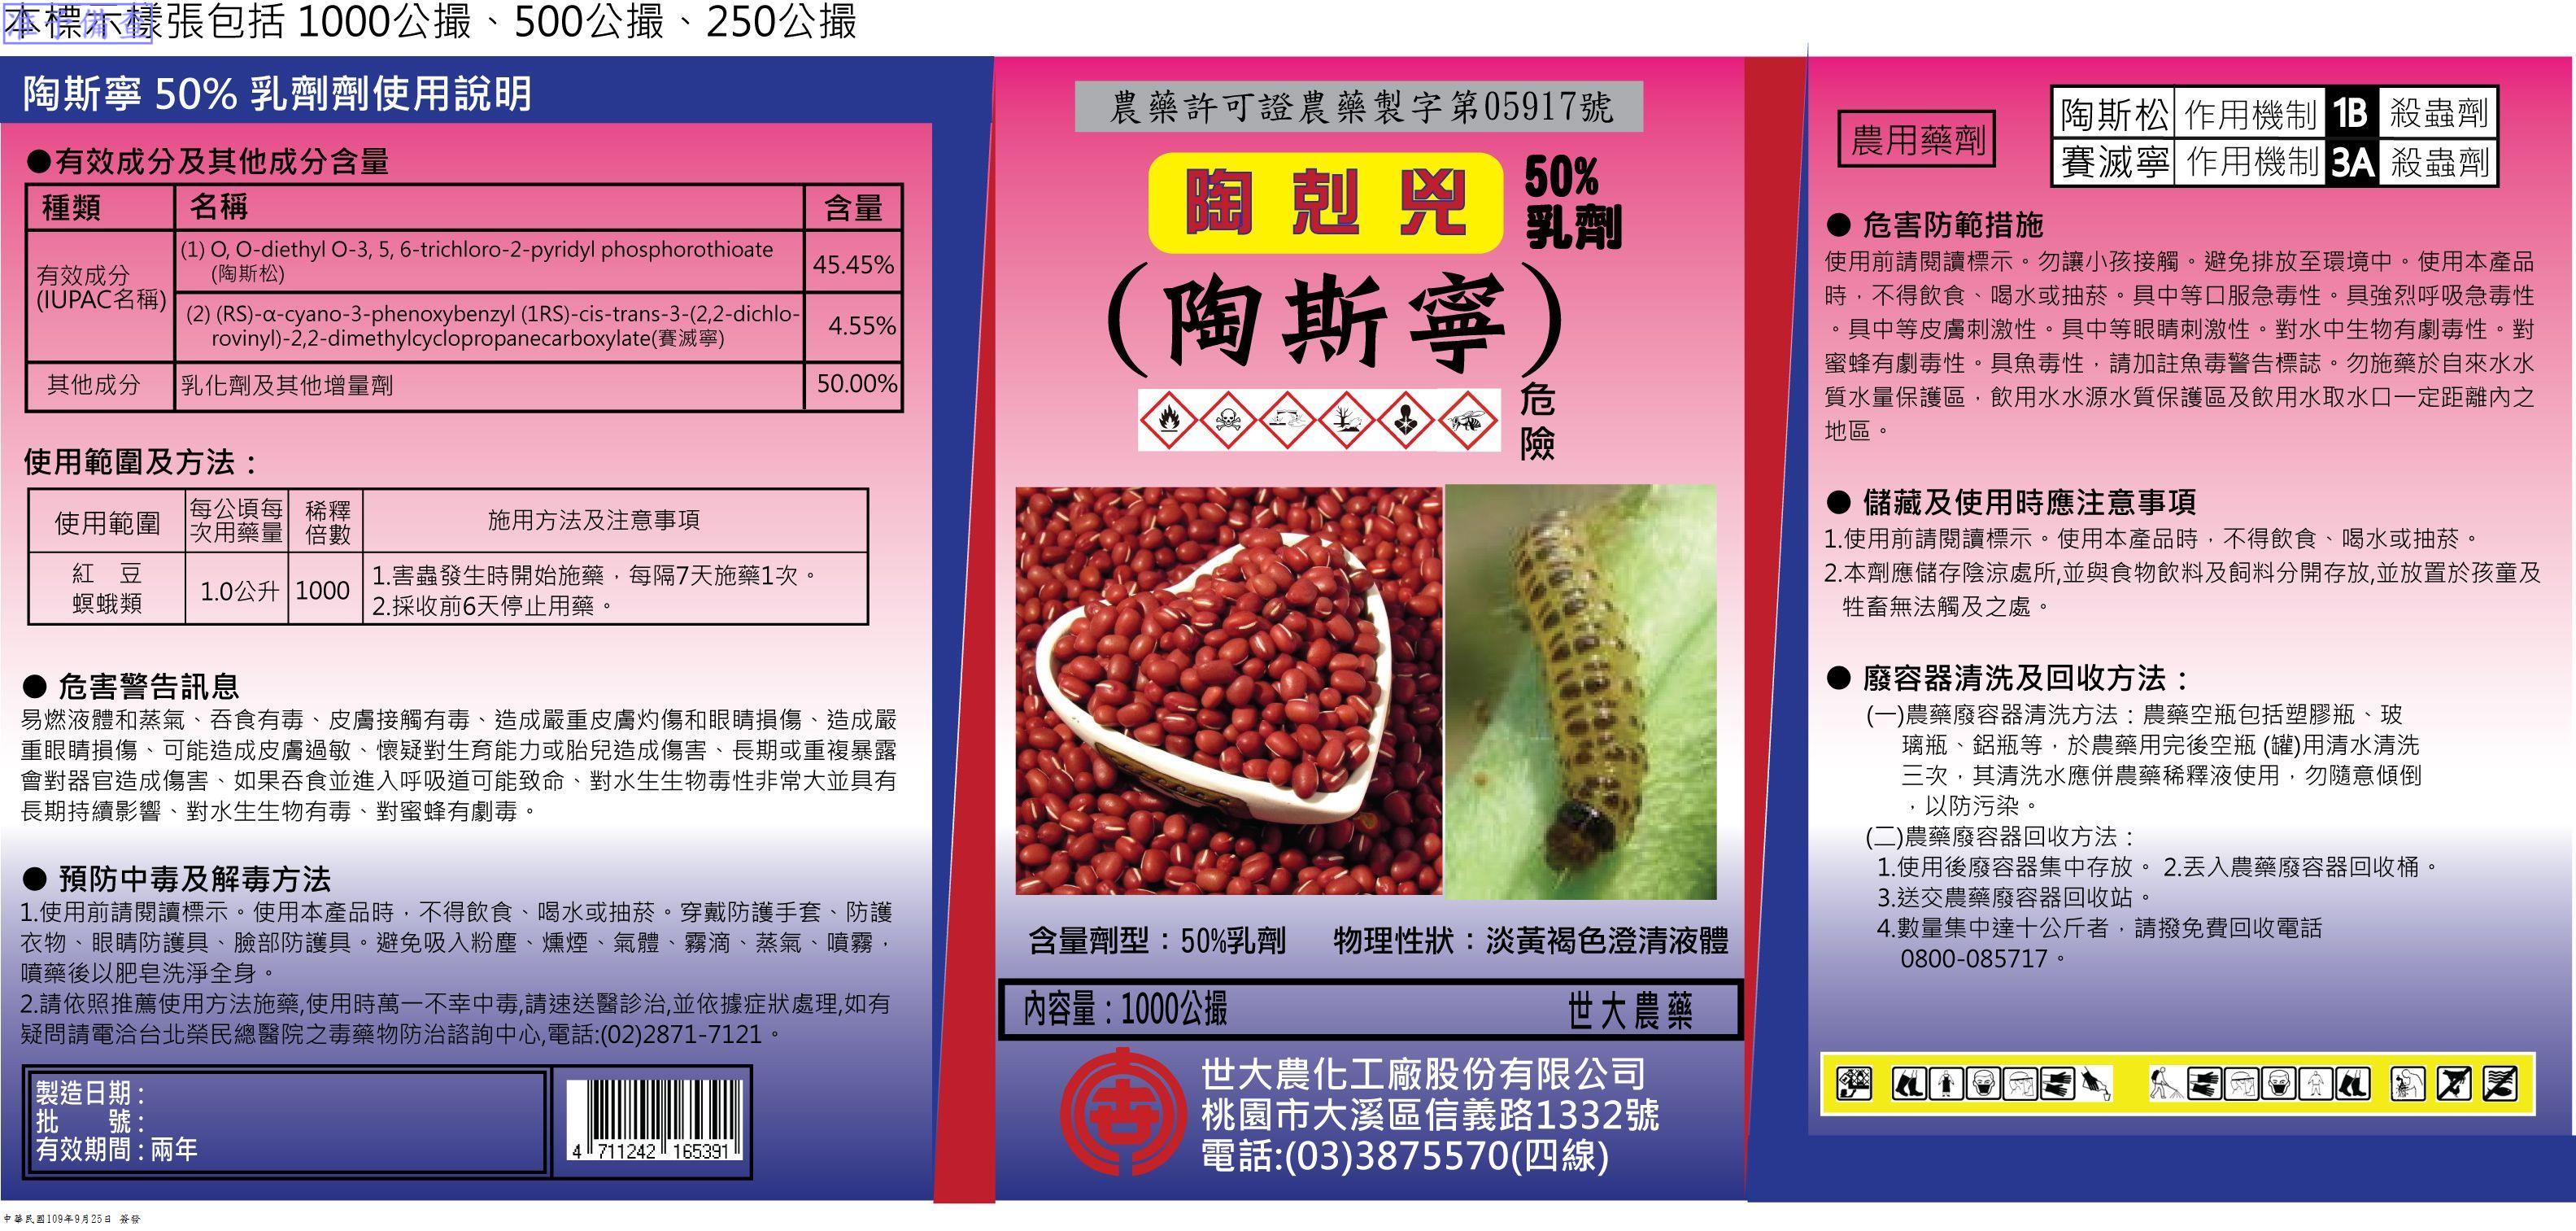 本標示樣張包括 1000公撮、500公撮、250公撮
准予備查
陶斯寧 50% 乳劑劑使用說明
●有效成分及其他成分含量
種類 名稱 含量
有效成分
(IUPAC名稱)
(1) O, O-diethyl O-3, 5, 6-trichloro-2-pyridyl phosphorothioate
(陶斯松)
45.45%
(2) (RS)-α-cyano-3-phenoxybenzyl (1RS)-cis-trans-3-(2,2-dichlo-
rovinyl)-2,2-dimethylcyclopropanecarboxylate(賽滅寧)
4.55%
其他成分 乳化劑及其他增量劑 50.00%
使用範圍及方法：
使用範圍
每公頃每
次用藥量
稀釋
倍數
施用方法及注意事項
紅 豆
螟蛾類
1.0公升
1000
1.害蟲發生時開始施藥，每隔7天施藥1次。
2.採收前6天停止用藥。
● 危害警告訊息
易燃液體和蒸氣、吞食有毒、皮膚接觸有毒、造成嚴重皮膚灼傷和眼睛損傷、造成嚴
重眼睛損傷、可能造成皮膚過敏、懷疑對生育能力或胎兒造成傷害、長期或重複暴露
會對器官造成傷害、如果吞食並進入呼吸道可能致命、對水生生物毒性非常大並具有
長期持續影響、對水生生物有毒、對蜜蜂有劇毒。
● 預防中毒及解毒方法
1.使用前請閱讀標示。使用本產品時，不得飲食、喝水或抽菸。穿戴防護手套、防護
衣物、眼睛防護具、臉部防護具。避免吸入粉塵、燻煙、氣體、霧滴、蒸氣、噴霧，
噴藥後以肥皂洗淨全身。
2.請依照推薦使用方法施藥,使用時萬一不幸中毒,請速送醫診治,並依據症狀處理,如有
疑問請電洽台北榮民總醫院之毒藥物防治諮詢中心,電話:(02)2871-7121。
製造日期：
批 號：
有效期間：兩年
4 711242 165391
農藥許可證農藥製字第05917號
陶剋兇
50%
乳劑
(陶斯寧)
危
險
含量劑型：50%乳劑 物理性狀：淡黃褐色澄清液體
內容量：1000公撮 世大農藥
世大農化工廠股份有限公司
桃園市大溪區信義路1332號
電話:(03)3875570(四線)
農用藥劑
陶斯松 作用機制 1B 殺蟲劑
賽滅寧 作用機制 3A 殺蟲劑
● 危害防範措施
使用前請閱讀標示。勿讓小孩接觸。避免排放至環境中。使用本產品
時，不得飲食、喝水或抽菸。具中等口服急毒性。具強烈呼吸急毒性
。具中等皮膚刺激性。具中等眼睛刺激性。對水中生物有劇毒性。對
蜜蜂有劇毒性。具魚毒性，請加註魚毒警告標誌。勿施藥於自來水水
質水量保護區，飲用水水源水質保護區及飲用水取水口一定距離內之
地區。
● 儲藏及使用時應注意事項
1.使用前請閱讀標示。使用本產品時，不得飲食、喝水或抽菸。
2.本劑應儲存陰涼處所,並與食物飲料及飼料分開存放,並放置於孩童及
牲畜無法觸及之處。
● 廢容器清洗及回收方法：
(一)農藥廢容器清洗方法：農藥空瓶包括塑膠瓶、玻
璃瓶、鋁瓶等，於農藥用完後空瓶 (罐)用清水清洗
三次，其清洗水應併農藥稀釋液使用，勿隨意傾倒
，以防污染。
(二)農藥廢容器回收方法：
1.使用後廢容器集中存放。 2.丟入農藥廢容器回收桶。
3.送交農藥廢容器回收站。
4.數量集中達十公斤者，請撥免費回收電話
0800-085717。
中華民國109年9月25日 簽發